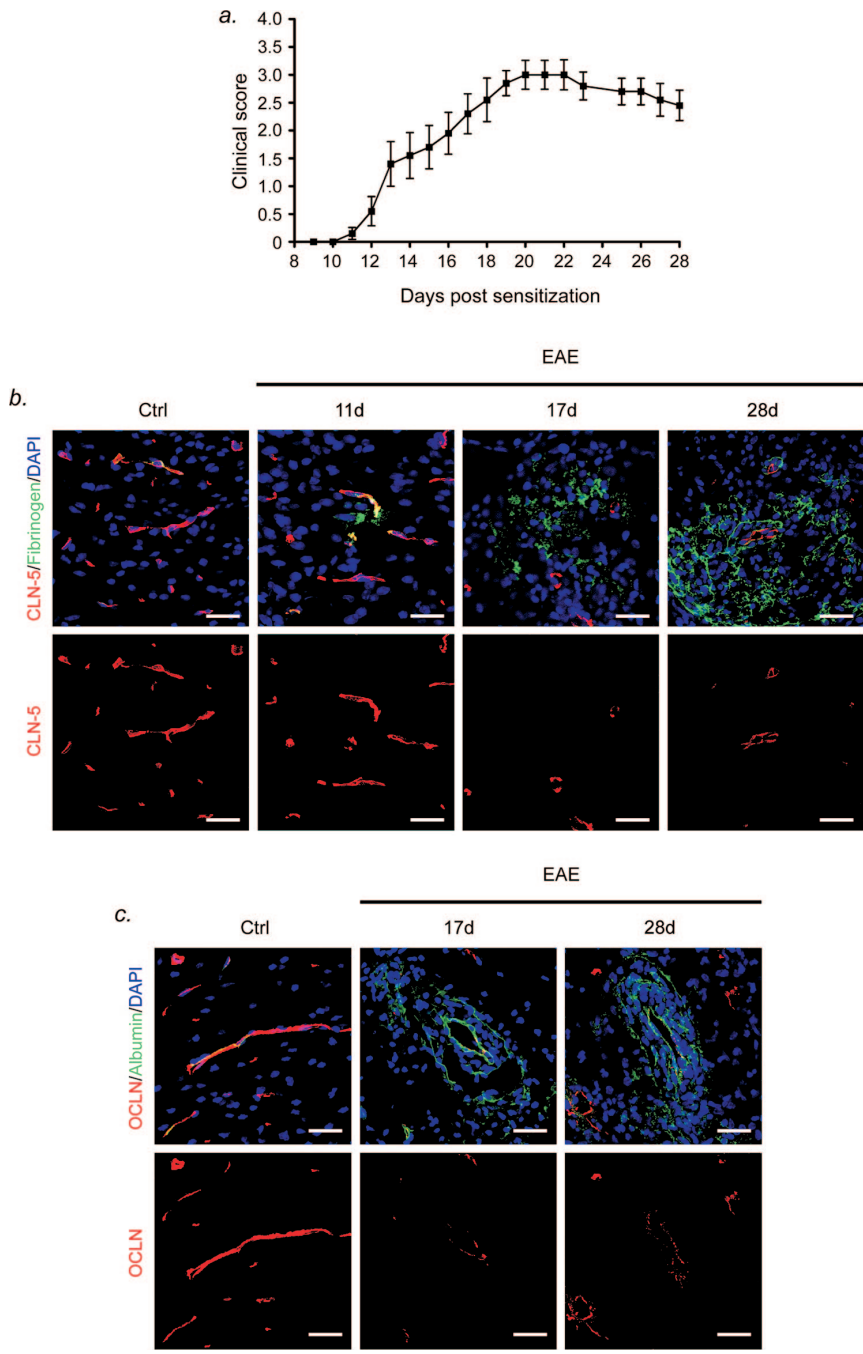 a.
4.0
3.5
3.0
2.5
2.0
1.5
1.0
0.5
0
Clinical score
8 10 12 14 16 18 20 22 24 26 28
Days post sensitization
EAE
b.
Ctrl 11d 17d 28d
CLN-5/Fibrinogen/DAPI
CLN-5
EAE
c.
Ctrl 17d 28d
OCLN/Albumin/DAPI
OCLN